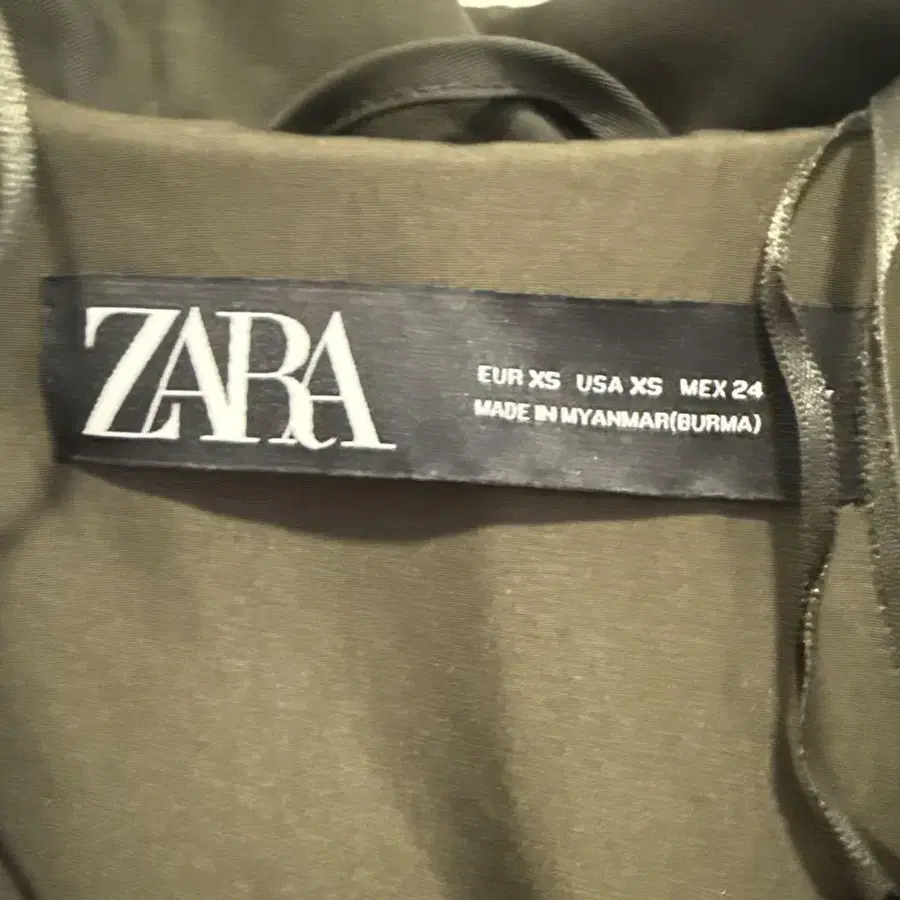 ZARA
EUR XS USA XS MEX 24
MADE IN MYANMAR(BURMA)